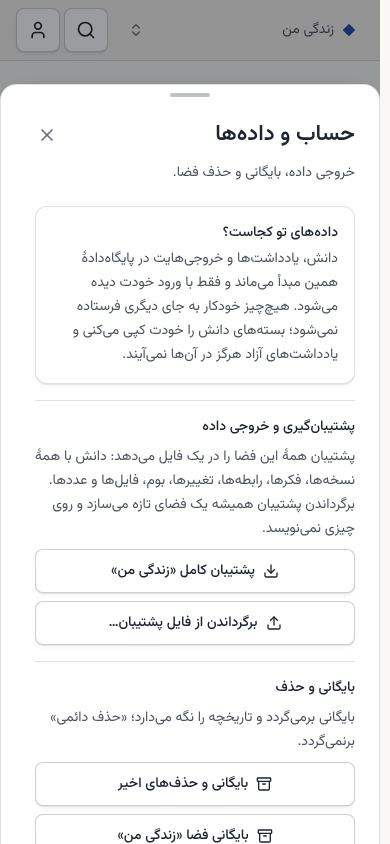 زندگی من
حساب و داده‌ها
خروجی داده، بایگانی و حذف فضا.
داده‌های تو کجاست؟
دانش، یادداشت‌ها و خروجی‌هایت در پایگاه‌دادهٔ
همین مبدأ می‌ماند و فقط با ورود خودت دیده
می‌شود. هیچ‌چیز خودکار به جای دیگری فرستاده
نمی‌شود؛ بسته‌های دانش را خودت کپی می‌کنی و
یادداشت‌های آزاد هرگز در آن‌ها نمی‌آیند.
پشتیبان‌گیری و خروجی داده
پشتیبان همهٔ این فضا را در یک فایل می‌دهد: دانش با همهٔ
نسخه‌ها، فکرها، رابطه‌ها، تغییرها، بوم، فایل‌ها و عددها.
برگرداندن پشتیبان همیشه یک فضای تازه می‌سازد و روی
چیزی نمی‌نویسد.
پشتیبان کامل «زندگی من»
برگرداندن از فایل پشتیبان…
بایگانی و حذف
بایگانی برمی‌گردد و تاریخچه را نگه می‌دارد؛ «حذف دائمی»
برنمی‌گردد.
بایگانی و حذف‌های اخیر
بایگانی فضا «زندگی من»